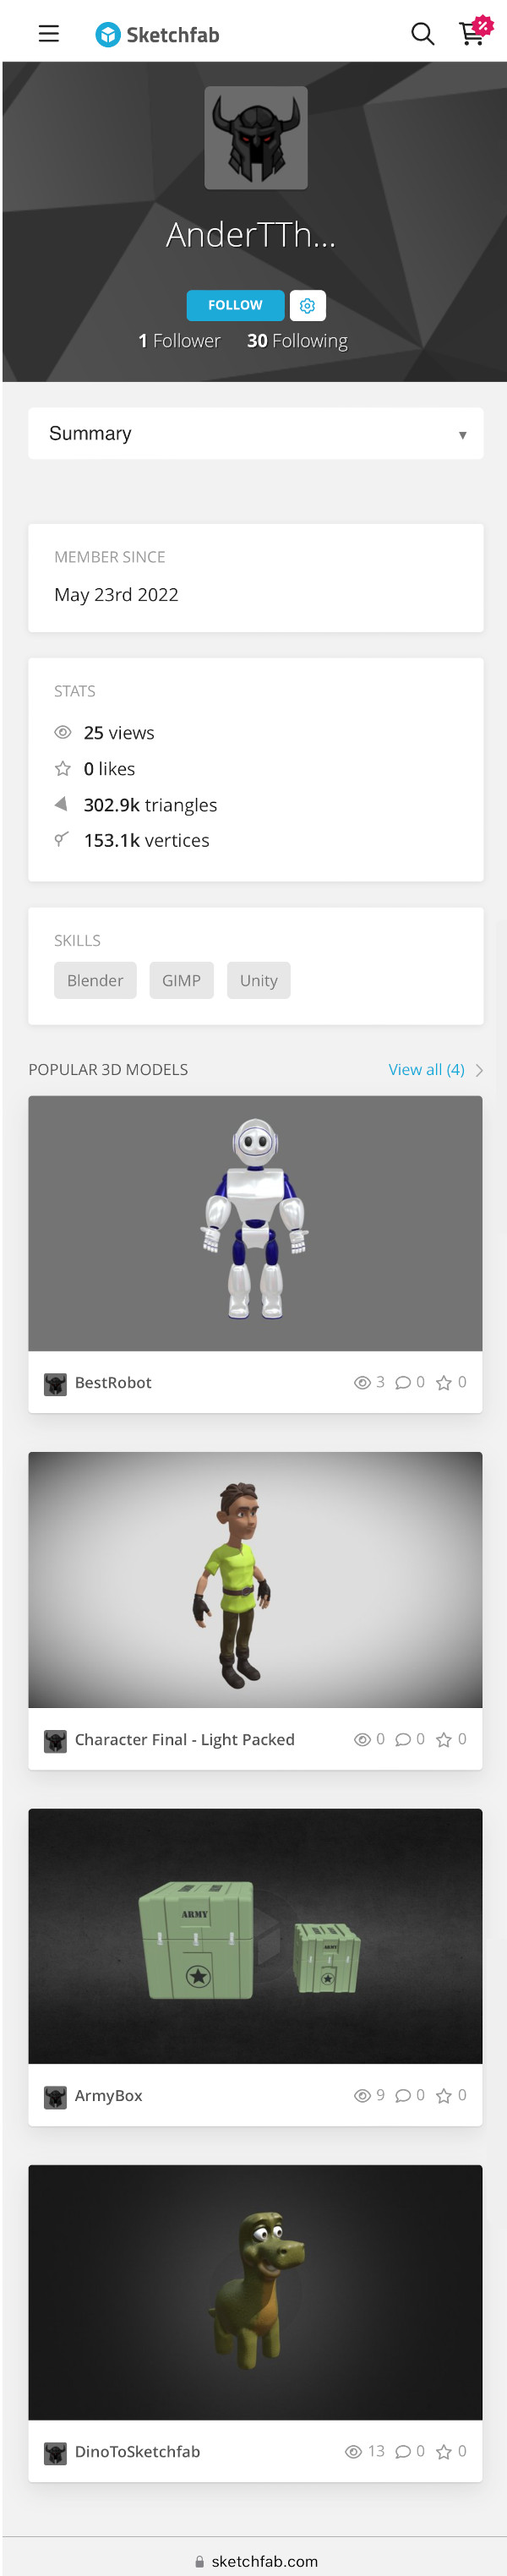 Sketchfab
AnderTTh...
FOLLOW
1 Follower 30 Following
Summary
MEMBER SINCE
May 23rd 2022
STATS
25 views
0 likes
302.9k triangles
153.1k vertices
SKILLS
Blender GIMP Unity
POPULAR 3D MODELS View all (4)
BestRobot 3 0 0
Character Final - Light Packed 0 0 0
ARMY
ARMY
ArmyBox 9 0 0
DinoToSketchfab 13 0 0
sketchfab.com